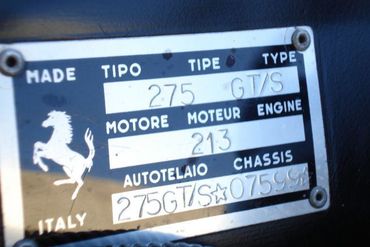 MADE TIPO TIPE TYPE
275 GT/S
MOTORE MOTEUR ENGINE
213
AUTOTELAIO CHASSIS
275GT/S☆07599☆
ITALY